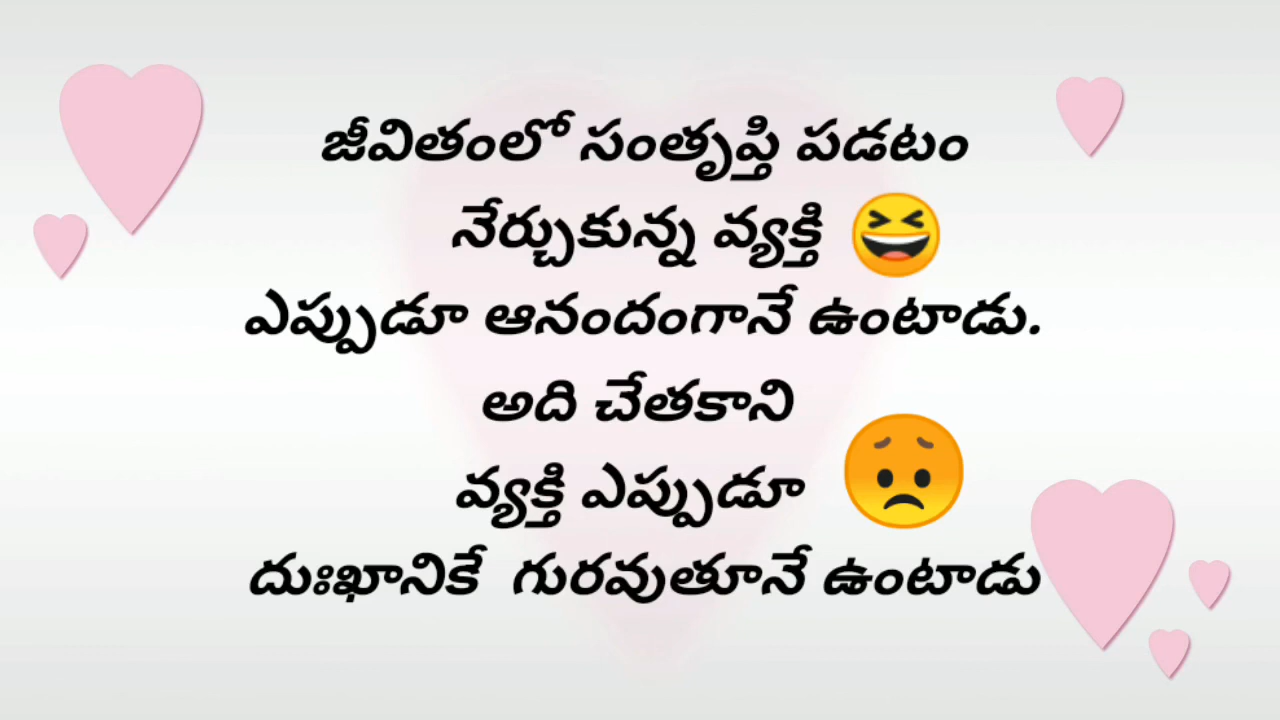 జీవితంలో సంతృప్తి పడటం
నేర్చుకున్న వ్యక్తి 😆
ఎప్పుడూ ఆనందంగానే ఉంటాడు.
అది చేతకాని
వ్యక్తి ఎప్పుడూ 😞
దుఃఖానికే గురవుతూనే ఉంటాడు